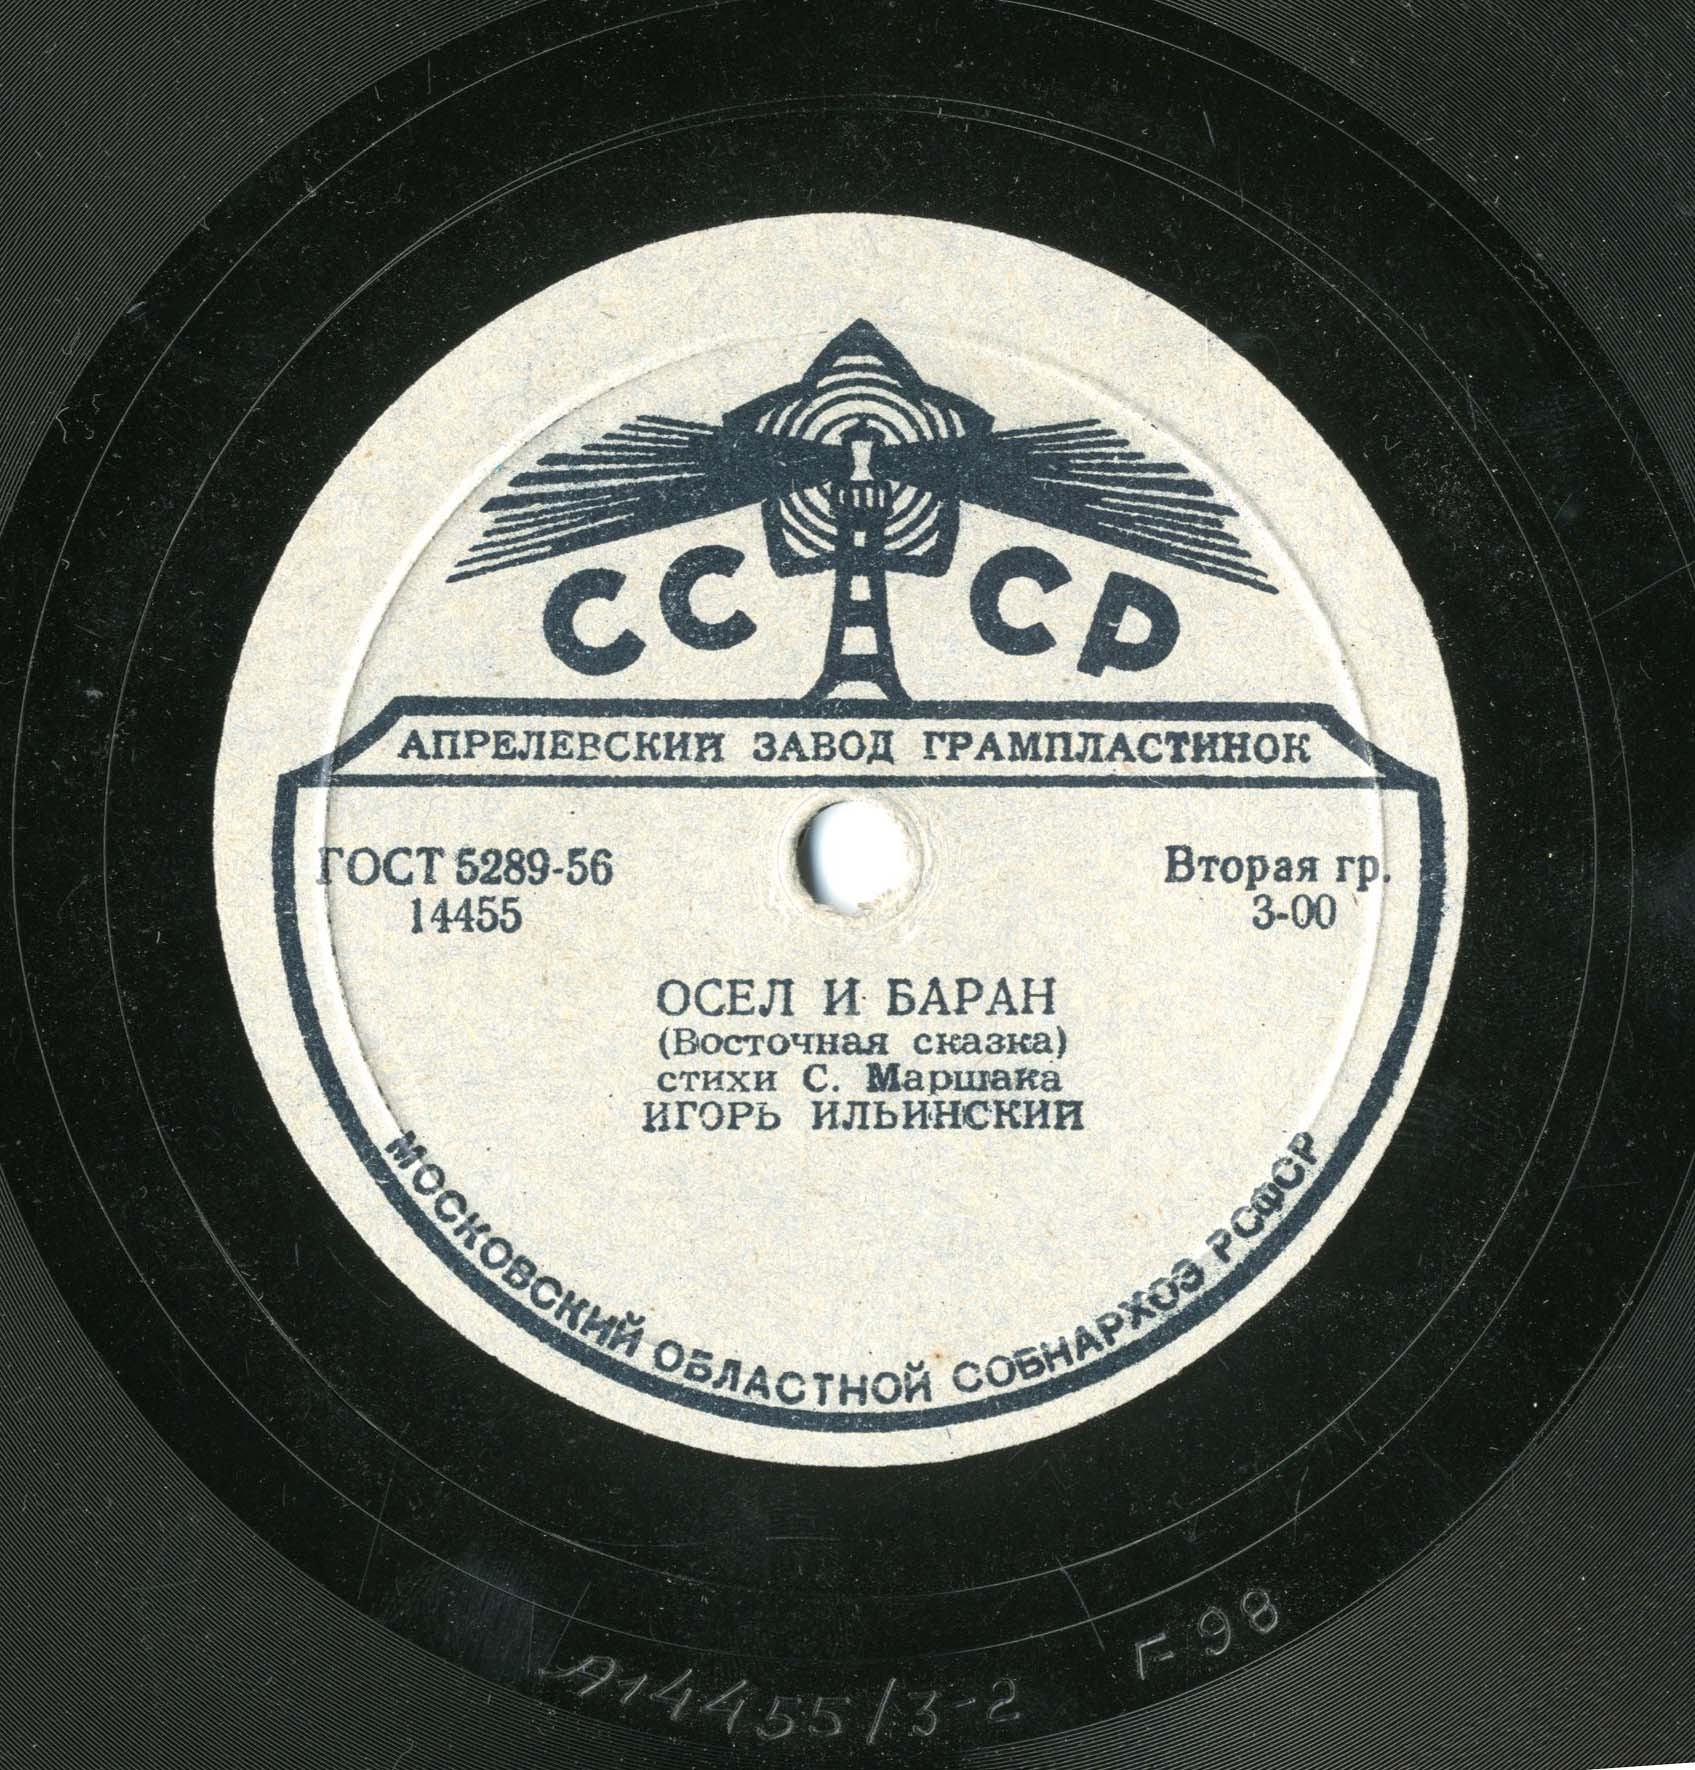 СССР
АПРЕЛЕВСКИЙ ЗАВОД ГРАМПЛАСТИНОК
ГОСТ 5289-56
14455
Вторая гр.
3-00
ОСЕЛ И БАРАН
(Восточная сказка)
стихи С. Маршака
ИГОРЬ ИЛЬИНСКИЙ
МОСКОВСКИЙ ОБЛАСТНОЙ СОВНАРХОЗ РСФСР
А14455/3-2 F-98